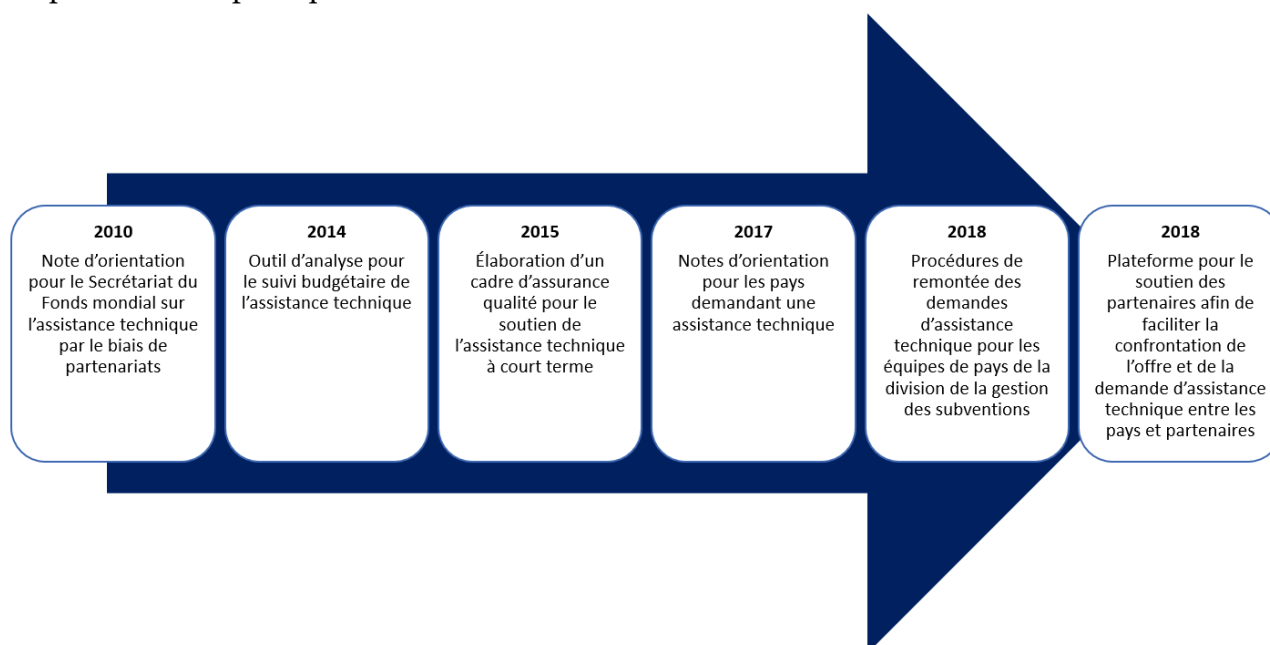 2010
Note d’orientation
pour le Secrétariat du
Fonds mondial sur
l’assistance technique
par le biais de
partenariats
2014
Outil d’analyse pour
le suivi budgétaire de
l’assistance technique
2015
Élaboration d’un
cadre d’assurance
qualité pour le
soutien de
l’assistance technique
à court terme
2017
Notes d’orientation
pour les pays
demandant une
assistance technique
2018
Procédures de
remontée des
demandes
d’assistance
technique pour les
équipes de pays de la
division de la gestion
des subventions
2018
Plateforme pour le
soutien des
partenaires afin de
faciliter la
confrontation de
l’offre et de la
demande d’assistance
technique entre les
pays et partenaires